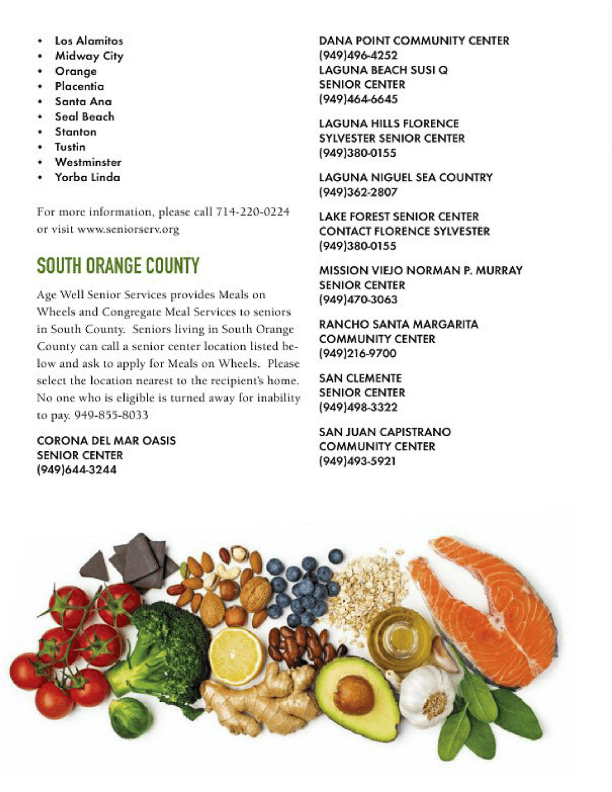 • Los Alamitos
• Midway City
• Orange
• Placentia
• Santa Ana
• Seal Beach
• Stanton
• Tustin
• Westminster
• Yorba Linda
For more information, please call 714-220-0224
or visit www.seniorserv.org
SOUTH ORANGE COUNTY
Age Well Senior Services provides Meals on
Wheels and Congregate Meal Services to seniors
in South County.  Seniors living in South Orange
County can call a senior center location listed be-
low and ask to apply for Meals on Wheels.  Please
select the location nearest to the recipient's home.
No one who is eligible is turned away for inability
to pay. 949-855-8033
CORONA DEL MAR OASIS
SENIOR CENTER
(949)644-3244
DANA POINT COMMUNITY CENTER
(949)496-4252
LAGUNA BEACH SUSI Q
SENIOR CENTER
(949)464-6645
LAGUNA HILLS FLORENCE
SYLVESTER SENIOR CENTER
(949)380-0155
LAGUNA NIGUEL SEA COUNTRY
(949)362-2807
LAKE FOREST SENIOR CENTER
CONTACT FLORENCE SYLVESTER
(949)380-0155
MISSION VIEJO NORMAN P. MURRAY
SENIOR CENTER
(949)470-3063
RANCHO SANTA MARGARITA
COMMUNITY CENTER
(949)216-9700
SAN CLEMENTE
SENIOR CENTER
(949)498-3322
SAN JUAN CAPISTRANO
COMMUNITY CENTER
(949)493-5921